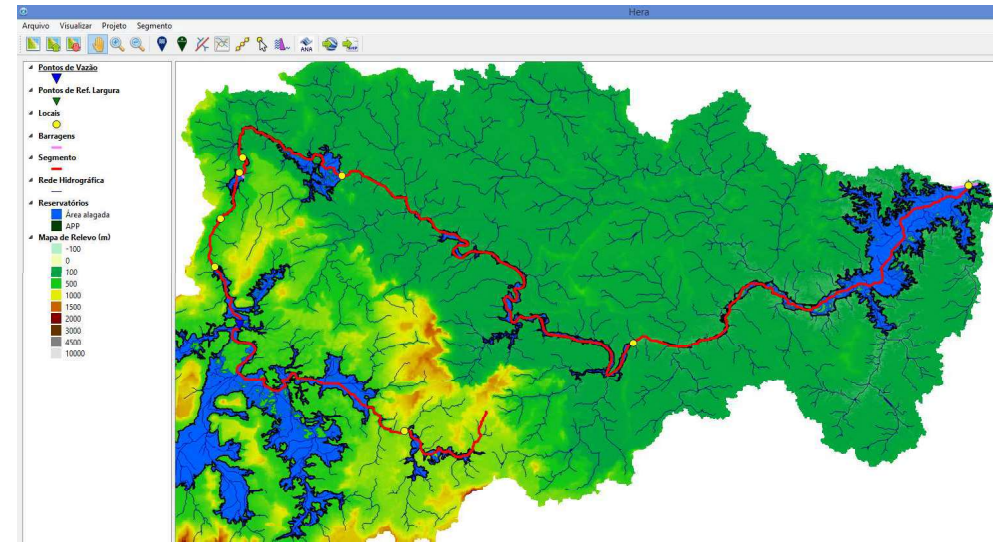 Hera
Arquivo Visualizar Projeto Segmento
ANA
Pontos de Vazão
Pontos de Ref. Largura
Locais
Barragens
Segmento
Rede Hidrográfica
Reservatórios
Área alagada
APP
Mapa de Relevo (m)
-100
0
100
500
1000
1500
2000
3000
4500
10000